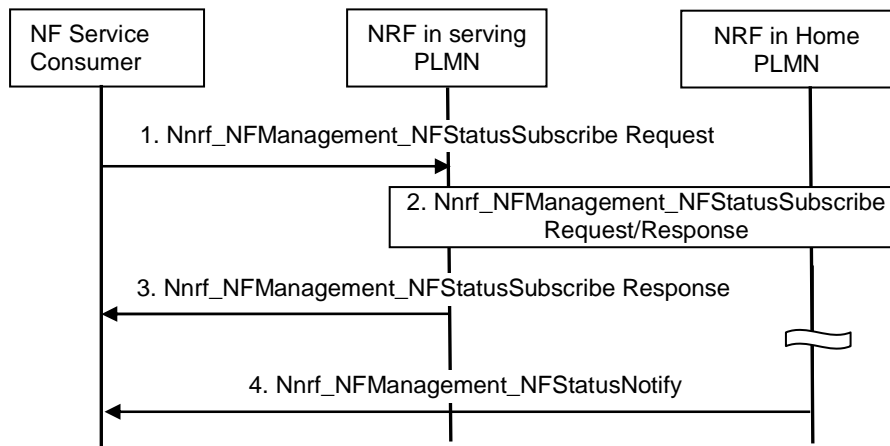 NF Service
Consumer
NRF in serving
PLMN
NRF in Home
PLMN
1. Nnrf_NFManagement_NFStatusSubscribe Request
2. Nnrf_NFManagement_NFStatusSubscribe
Request/Response
3. Nnrf_NFManagement_NFStatusSubscribe Response
4. Nnrf_NFManagement_NFStatusNotify